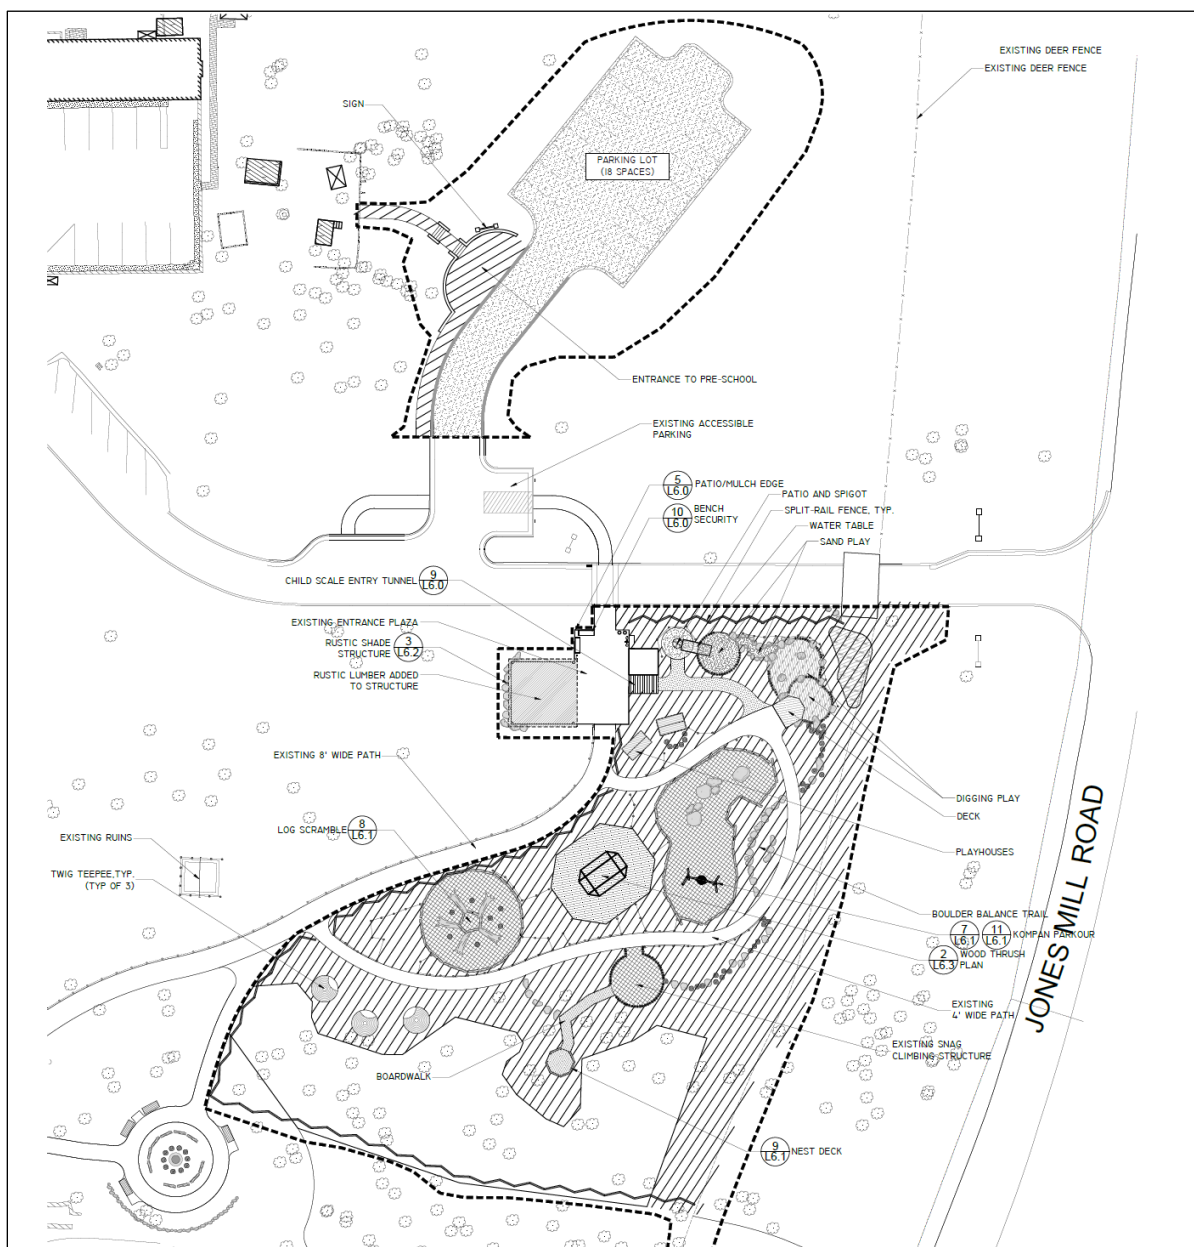 EXISTING DEER FENCE
EXISTING DEER FENCE
SIGN
PARKING LOT
(18 SPACES)
ENTRANCE TO PRE-SCHOOL
EXISTING ACCESSIBLE
PARKING
5
L6.0
PATIO/MULCH EDGE
PATIO AND SPIGOT
10
L6.0
BENCH
SECURITY
SPLIT-RAIL FENCE, TYP.
WATER TABLE
SAND PLAY
CHILD SCALE ENTRY TUNNEL
9
L6.0
EXISTING ENTRANCE PLAZA
RUSTIC SHADE
STRUCTURE
3
L6.2
RUSTIC LUMBER ADDED
TO STRUCTURE
EXISTING 8' WIDE PATH
DIGGING PLAY
DECK
LOG SCRAMBLE
8
L6.1
EXISTING RUINS
PLAYHOUSES
TWIG TEEPEE,TYP.
(TYP OF 3)
BOULDER BALANCE TRAIL
7
L6.1
11
L6.1
KOMPAN PARKOUR
2
L6.3
WOOD THRUSH
PLAN
JONES MILL ROAD
EXISTING
4' WIDE PATH
EXISTING SNAG
CLIMBING STRUCTURE
BOARDWALK
9
L6.1
NEST DECK